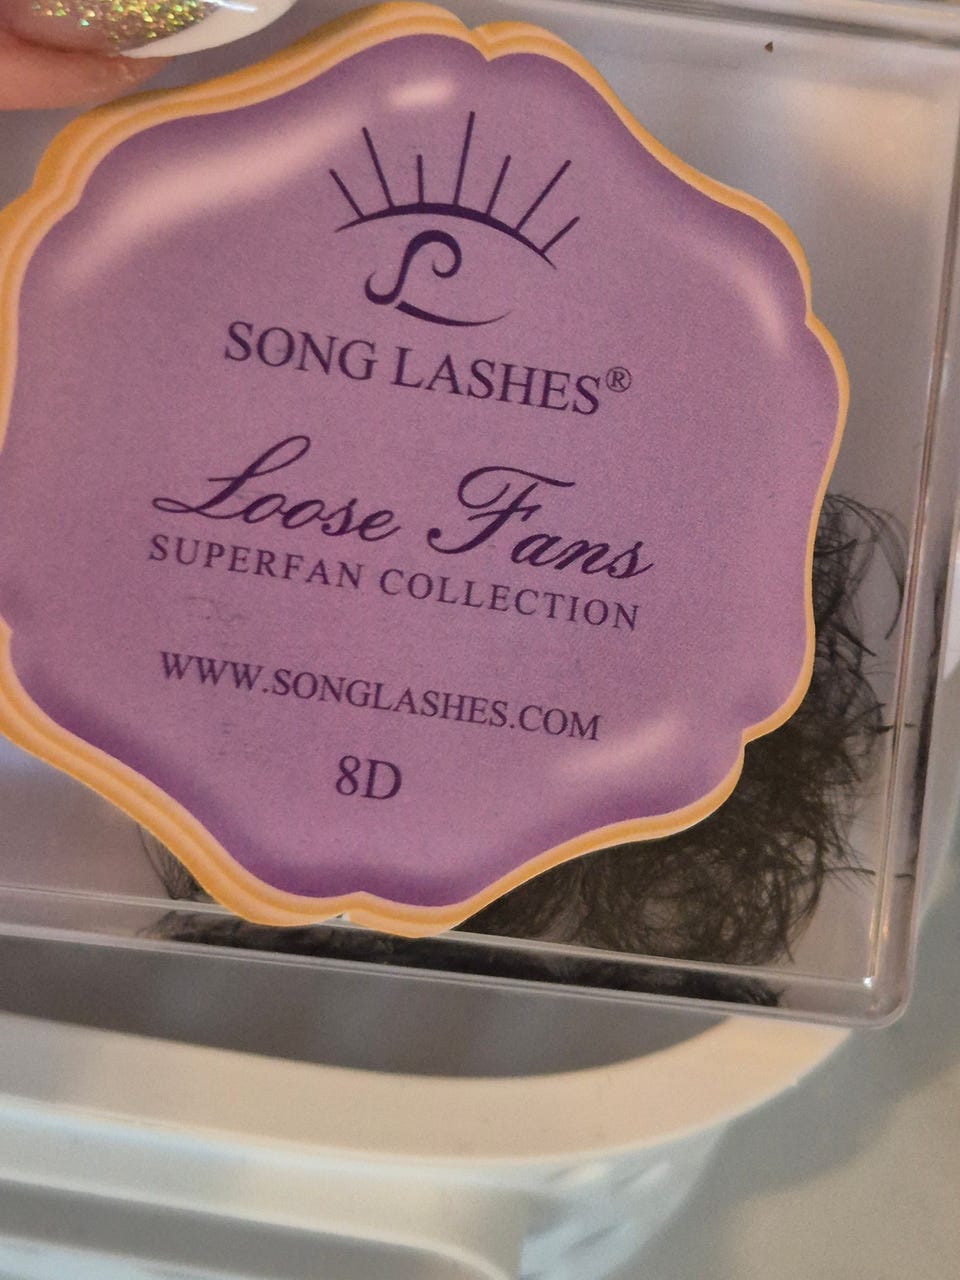 SONG LASHES®
Loose Fans
SUPERFAN COLLECTION
WWW.SONGLASHES.COM
8D